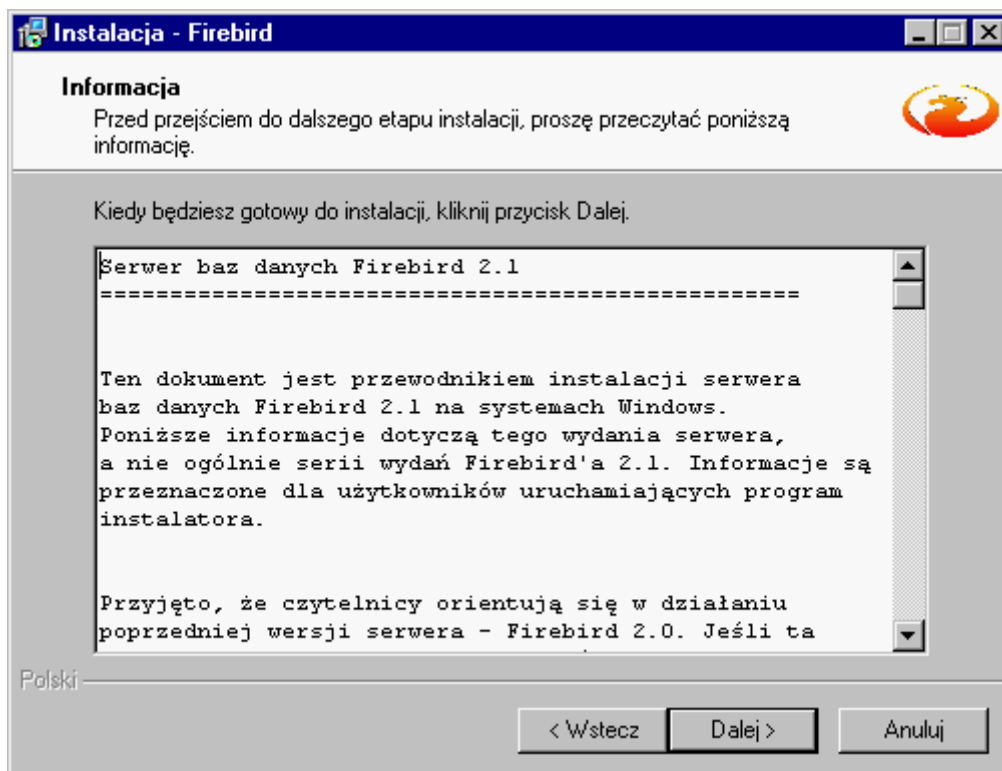 Instalacja - Firebird
Informacja
Przed przejściem do dalszego etapu instalacji, proszę przeczytać poniższą
informację.
Kiedy będziesz gotowy do instalacji, kliknij przycisk Dalej.
Serwer baz danych Firebird 2.1
==================================================
Ten dokument jest przewodnikiem instalacji serwera
baz danych Firebird 2.1 na systemach Windows.
Poniższe informacje dotyczą tego wydania serwera,
a nie ogólnie serii wydań Firebird'a 2.1. Informacje są
przeznaczone dla użytkowników uruchamiających program
instalatora.
Przyjęto, że czytelnicy orientują się w działaniu
poprzedniej wersji serwera - Firebird 2.0. Jeśli ta
Polski
< Wstecz
Dalej >
Anuluj